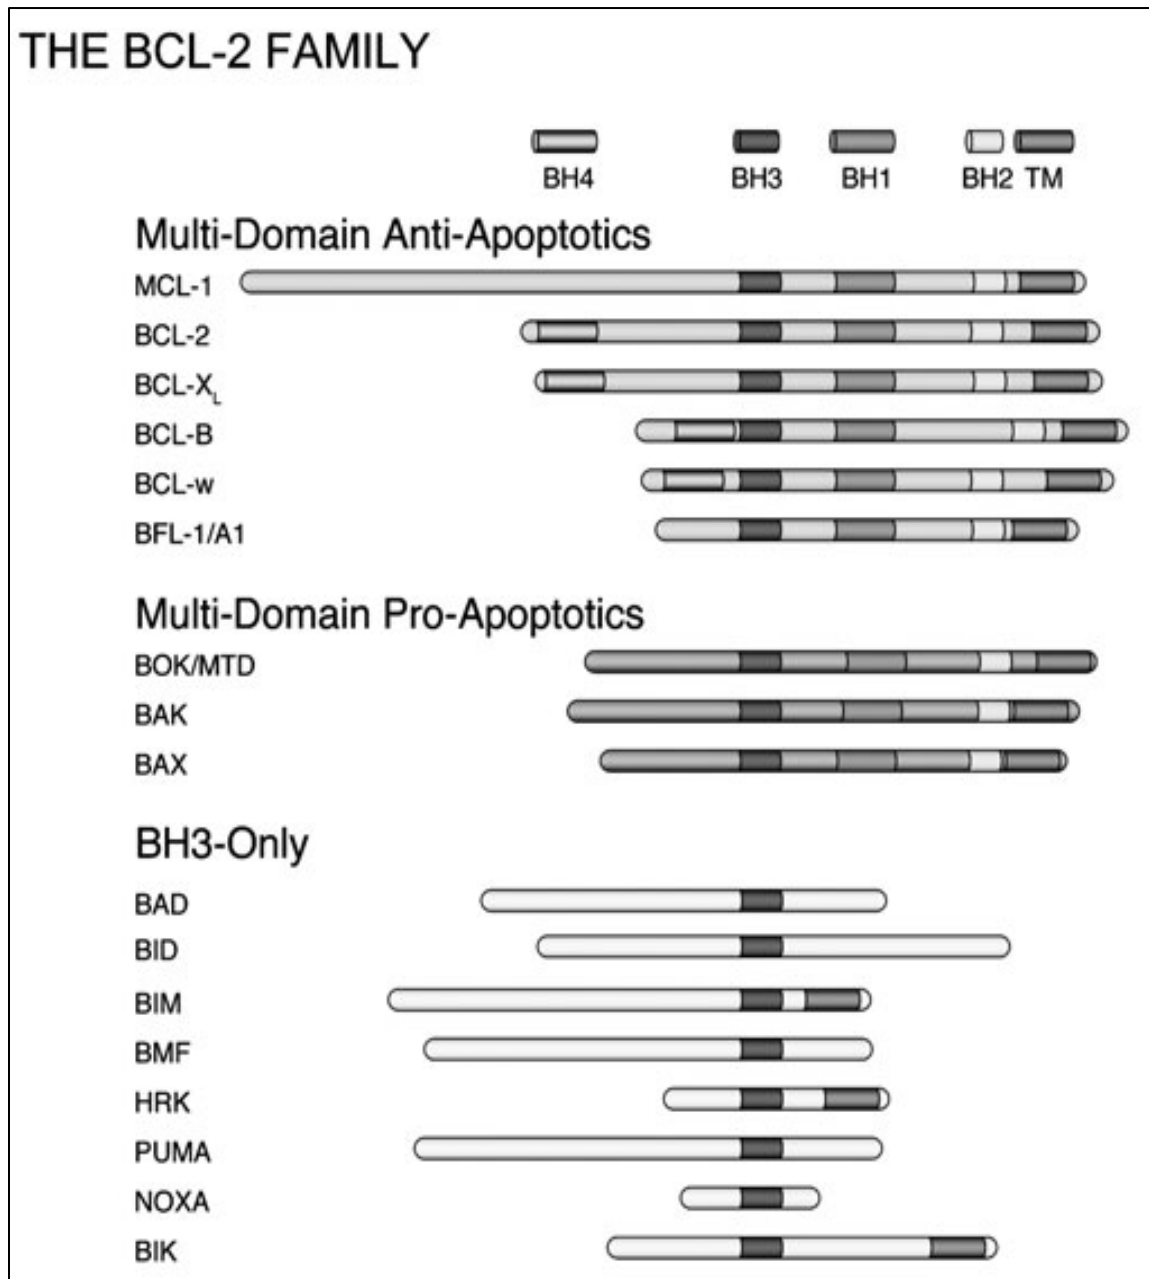 THE BCL-2 FAMILY
BH4 BH3 BH1 BH2 TM
Multi-Domain Anti-Apoptotics
MCL-1
BCL-2
BCL-XL
BCL-B
BCL-w
BFL-1/A1
Multi-Domain Pro-Apoptotics
BOK/MTD
BAK
BAX
BH3-Only
BAD
BID
BIM
BMF
HRK
PUMA
NOXA
BIK